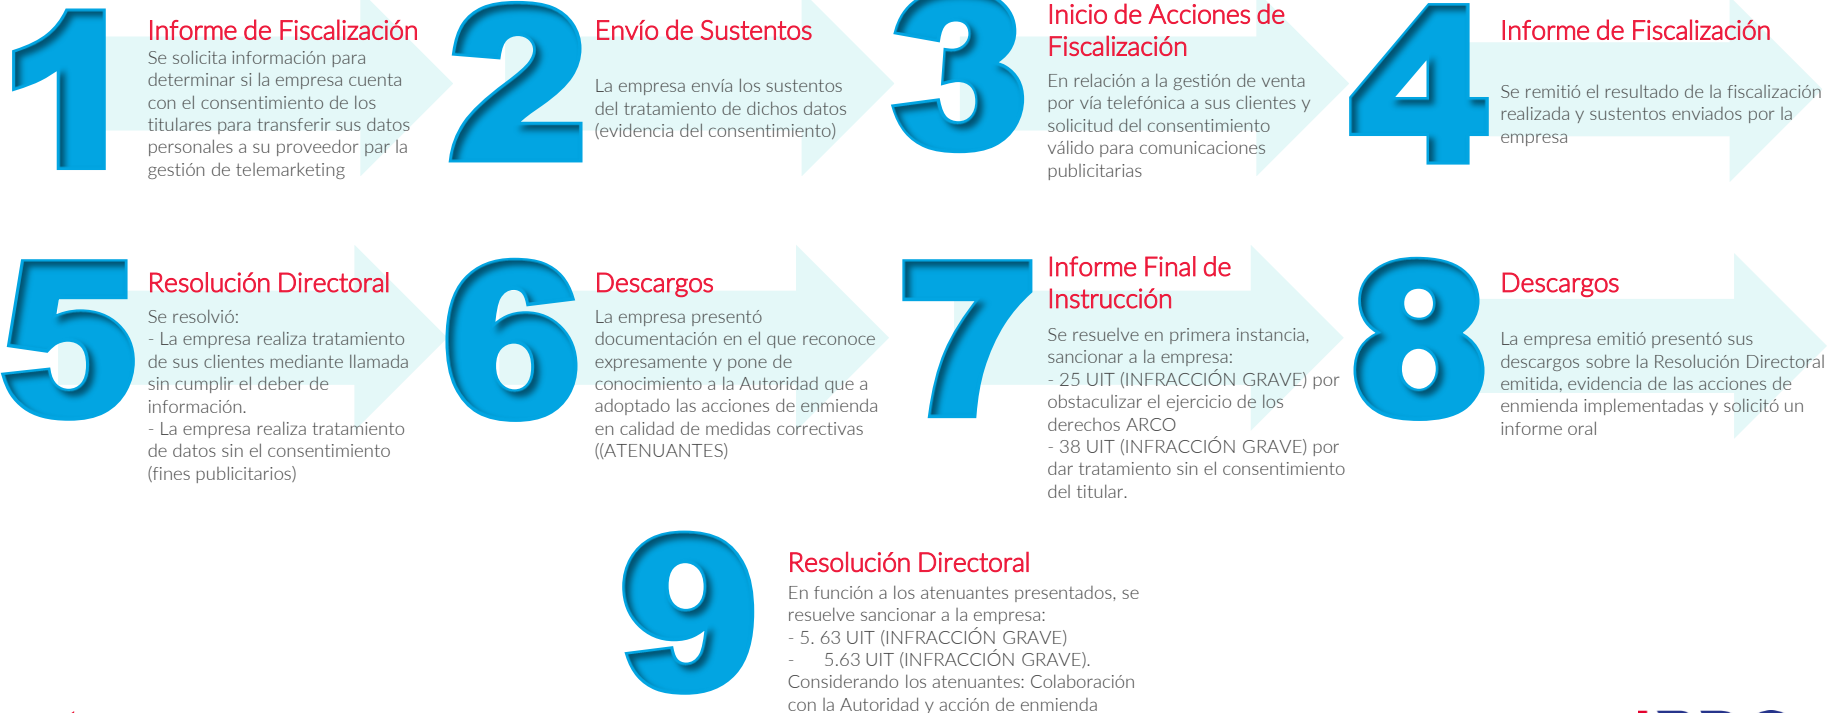 1
Informe de Fiscalización
Se solicita información para
determinar si la empresa cuenta
con el consentimiento de los
titulares para transferir sus datos
personales a su proveedor par la
gestión de telemarketing
2
Envío de Sustentos
La empresa envía los sustentos
del tratamiento de dichos datos
(evidencia del consentimiento)
3
Inicio de Acciones de
Fiscalización
En relación a la gestión de venta
por vía telefónica a sus clientes y
solicitud del consentimiento
válido para comunicaciones
publicitarias
4
Informe de Fiscalización
Se remitió el resultado de la fiscalización
realizada y sustentos enviados por la
empresa
5
Resolución Directoral
Se resolvió:
- La empresa realiza tratamiento
de sus clientes mediante llamada
sin cumplir el deber de
información.
- La empresa realiza tratamiento
de datos sin el consentimiento
(fines publicitarios)
6
Descargos
La empresa presentó
documentación en el que reconoce
expresamente y pone de
conocimiento a la Autoridad que a
adoptado las acciones de enmienda
en calidad de medidas correctivas
((ATENUANTES)
7
Informe Final de
Instrucción
Se resuelve en primera instancia,
sancionar a la empresa:
- 25 UIT (INFRACCIÓN GRAVE) por
obstaculizar el ejercicio de los
derechos ARCO
- 38 UIT (INFRACCIÓN GRAVE) por
dar tratamiento sin el consentimiento
del titular.
8
Descargos
La empresa emitió presentó sus
descargos sobre la Resolución Directoral
emitida, evidencia de las acciones de
enmienda implementadas y solicitó un
informe oral
9
Resolución Directoral
En función a los atenuantes presentados, se
resuelve sancionar a la empresa:
- 5. 63 UIT (INFRACCIÓN GRAVE)
- 5.63 UIT (INFRACCIÓN GRAVE).
Considerando los atenuantes: Colaboración
con la Autoridad y acción de enmienda